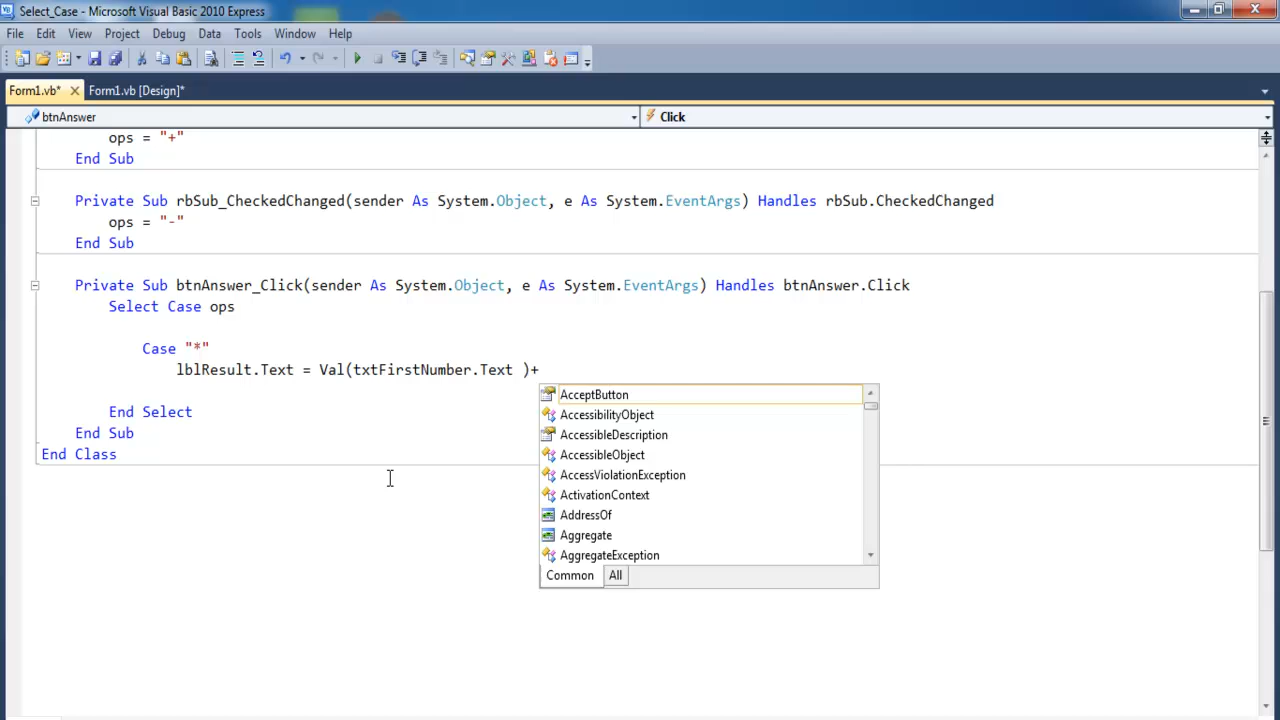 Select_Case - Microsoft Visual Basic 2010 Express
File Edit View Project Debug Data Tools Window Help
Form1.vb* Form1.vb [Design]*
btnAnswer Click
ops = "+"
End Sub
Private Sub rbSub_CheckedChanged(sender As System.Object, e As System.EventArgs) Handles rbSub.CheckedChanged
ops = "-"
End Sub
Private Sub btnAnswer_Click(sender As System.Object, e As System.EventArgs) Handles btnAnswer.Click
Select Case ops
Case "*"
lblResult.Text = Val(txtFirstNumber.Text )+
AcceptButton
End Select
AccessibilityObject
End Sub
AccessibleDescription
End Class
AccessibleObject
AccessViolationException
ActivationContext
AddressOf
Aggregate
AggregateException
Common All